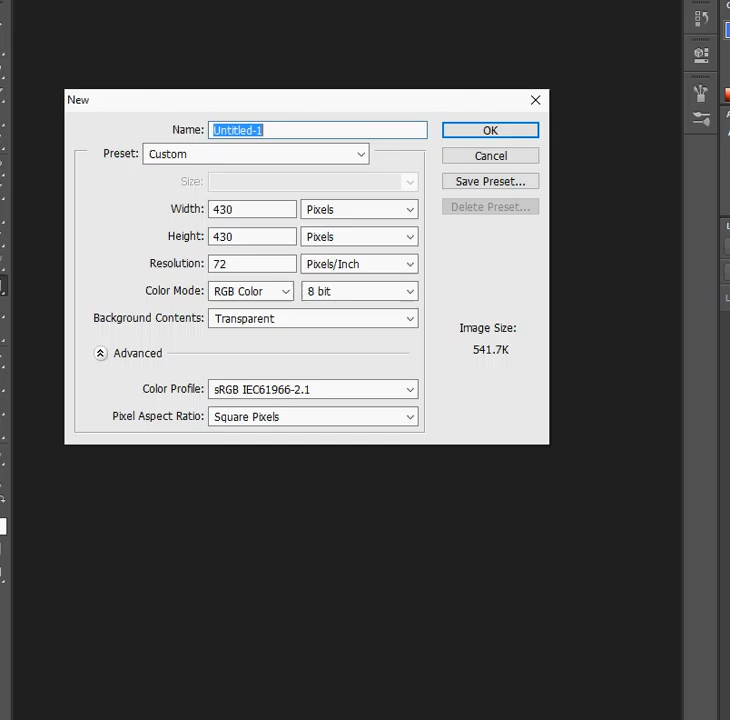 New
Name: Untitled-1 OK
Preset: Custom Cancel
Size: Save Preset...
Width: 430 Pixels Delete Preset...
Height: 430 Pixels
Resolution: 72 Pixels/Inch
Color Mode: RGB Color 8 bit
Background Contents: Transparent Image Size:
Advanced 541.7K
Color Profile: sRGB IEC61966-2.1
Pixel Aspect Ratio: Square Pixels